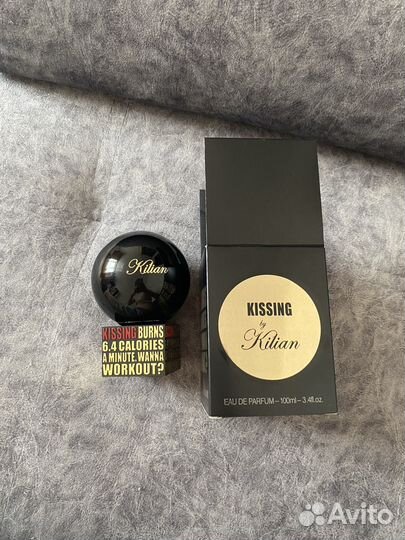 Kilian
KISSING BURNS
6.4 CALORIES
A MINUTE. WANNA
WORKOUT?
KISSING
by
Kilian
EAU DE PARFUM – 100ml – 3.4fl.oz.
Avito